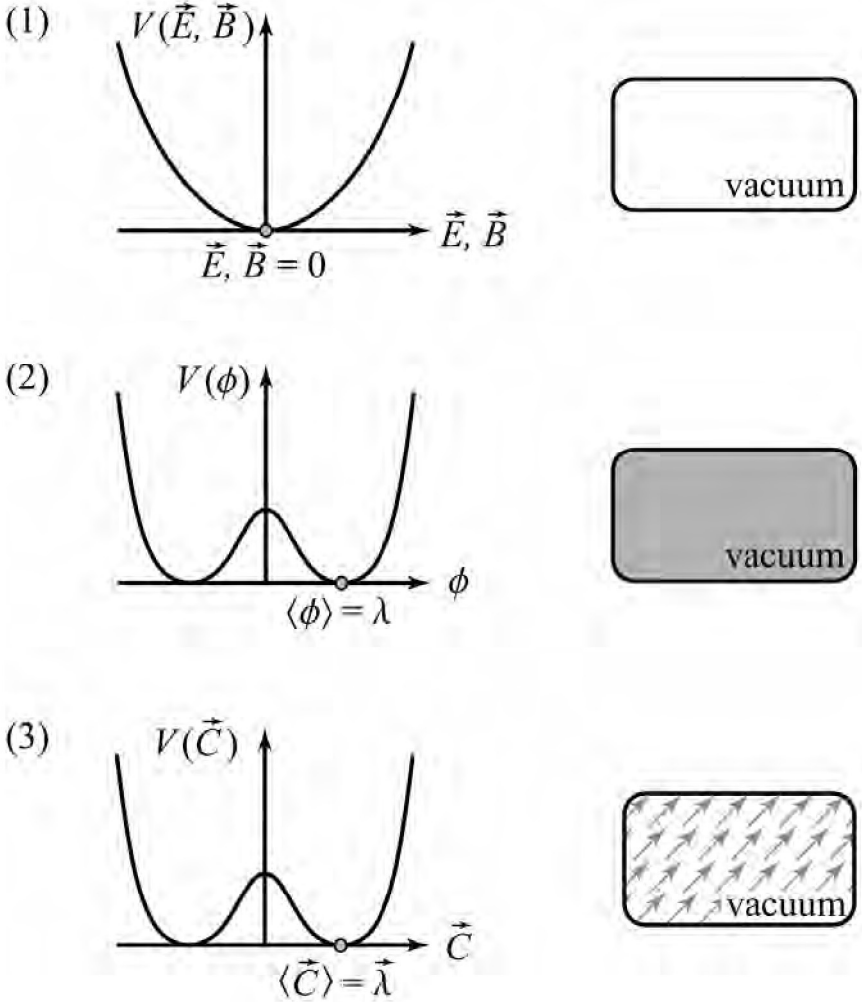 (1)
V(E⃗, B⃗)
vacuum
E⃗, B⃗
E⃗, B⃗ = 0
(2)
V(ϕ)
vacuum
ϕ
⟨ϕ⟩ = λ
(3)
V(C⃗)
vacuum
C⃗
⟨C⃗⟩ = λ⃗